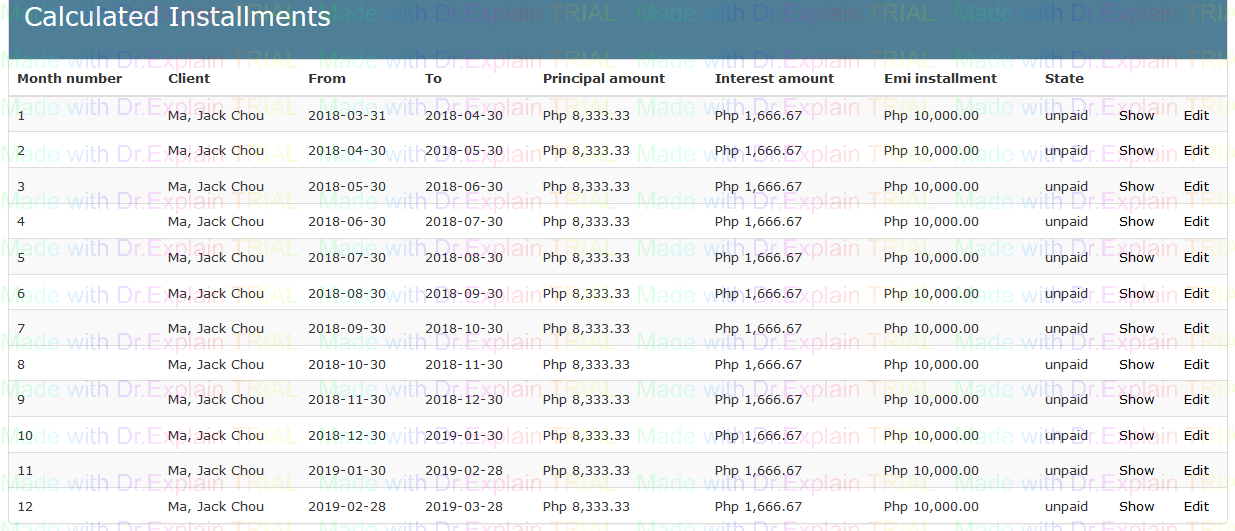 Calculated Installments
Month number Client From To Principal amount Interest amount Emi installment State
1 Ma, Jack Chou 2018-03-31 2018-04-30 Php 8,333.33 Php 1,666.67 Php 10,000.00 unpaid Show Edit
2 Ma, Jack Chou 2018-04-30 2018-05-30 Php 8,333.33 Php 1,666.67 Php 10,000.00 unpaid Show Edit
3 Ma, Jack Chou 2018-05-30 2018-06-30 Php 8,333.33 Php 1,666.67 Php 10,000.00 unpaid Show Edit
4 Ma, Jack Chou 2018-06-30 2018-07-30 Php 8,333.33 Php 1,666.67 Php 10,000.00 unpaid Show Edit
5 Ma, Jack Chou 2018-07-30 2018-08-30 Php 8,333.33 Php 1,666.67 Php 10,000.00 unpaid Show Edit
6 Ma, Jack Chou 2018-08-30 2018-09-30 Php 8,333.33 Php 1,666.67 Php 10,000.00 unpaid Show Edit
7 Ma, Jack Chou 2018-09-30 2018-10-30 Php 8,333.33 Php 1,666.67 Php 10,000.00 unpaid Show Edit
8 Ma, Jack Chou 2018-10-30 2018-11-30 Php 8,333.33 Php 1,666.67 Php 10,000.00 unpaid Show Edit
9 Ma, Jack Chou 2018-11-30 2018-12-30 Php 8,333.33 Php 1,666.67 Php 10,000.00 unpaid Show Edit
10 Ma, Jack Chou 2018-12-30 2019-01-30 Php 8,333.33 Php 1,666.67 Php 10,000.00 unpaid Show Edit
11 Ma, Jack Chou 2019-01-30 2019-02-28 Php 8,333.33 Php 1,666.67 Php 10,000.00 unpaid Show Edit
12 Ma, Jack Chou 2019-02-28 2019-03-28 Php 8,333.33 Php 1,666.67 Php 10,000.00 unpaid Show Edit
Made with Dr.Explain TRIAL